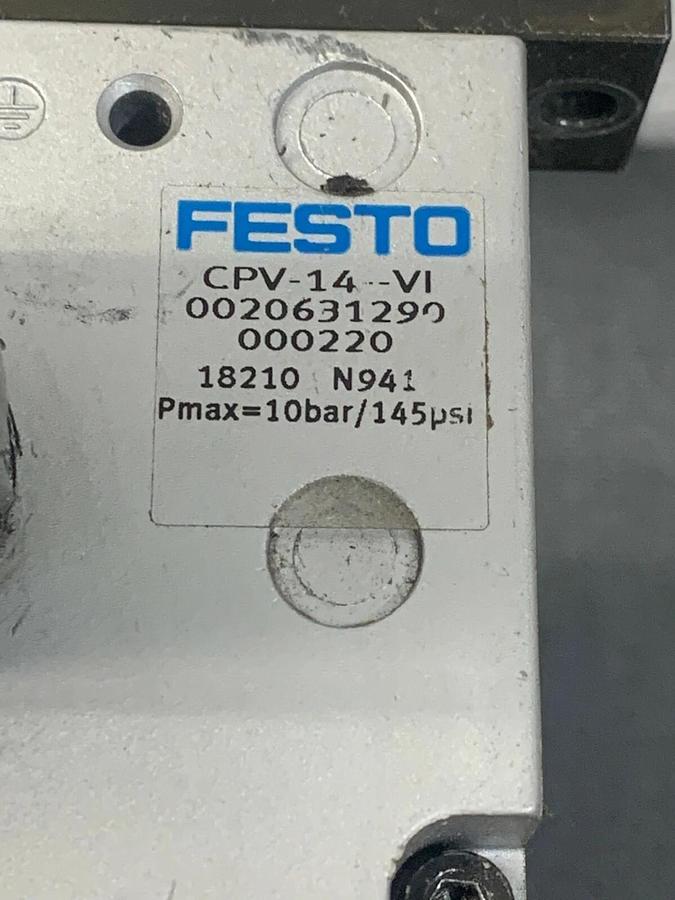 FESTO
CPV-14--VI
0020631290
000220
18210 N941
Pmax=10bar/145psi